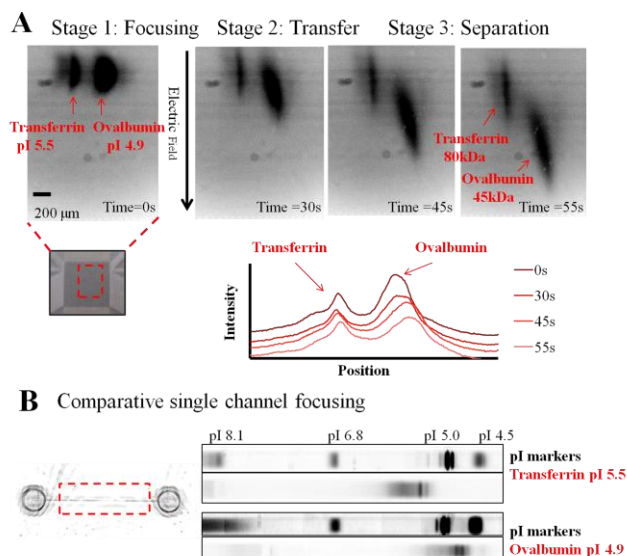 A
Stage 1: Focusing
Stage 2: Transfer
Stage 3: Separation
Transferrin
pI 5.5
Ovalbumin
pI 4.9
200 µm
Time=0s
Electric Field
Time =30s
Time =45s
Transferrin
80kDa
Ovalbumin
45kDa
Time =55s
Transferrin
Ovalbumin
Intensity
Position
0s
30s
45s
55s
B Comparative single channel focusing
pI 8.1 pI 6.8 pI 5.0 pI 4.5
pI markers
Transferrin pI 5.5
pI markers
Ovalbumin pI 4.9